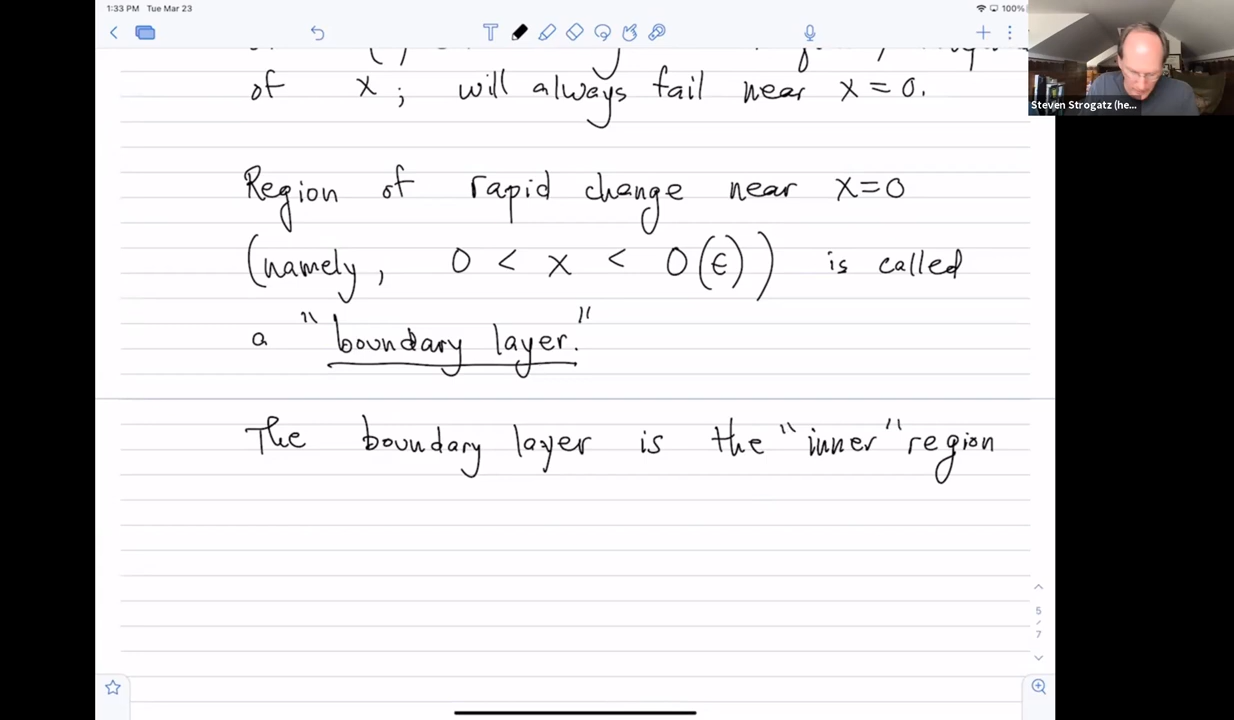 1:33 PM Tue Mar 23
100%
Steven Strogatz (he...
of x; will always fail near x = 0.
Region of rapid change near x=0
(namely, 0 < x < O(ϵ)) is called
a "boundary layer."
The boundary layer is the "inner" region
5
/
7